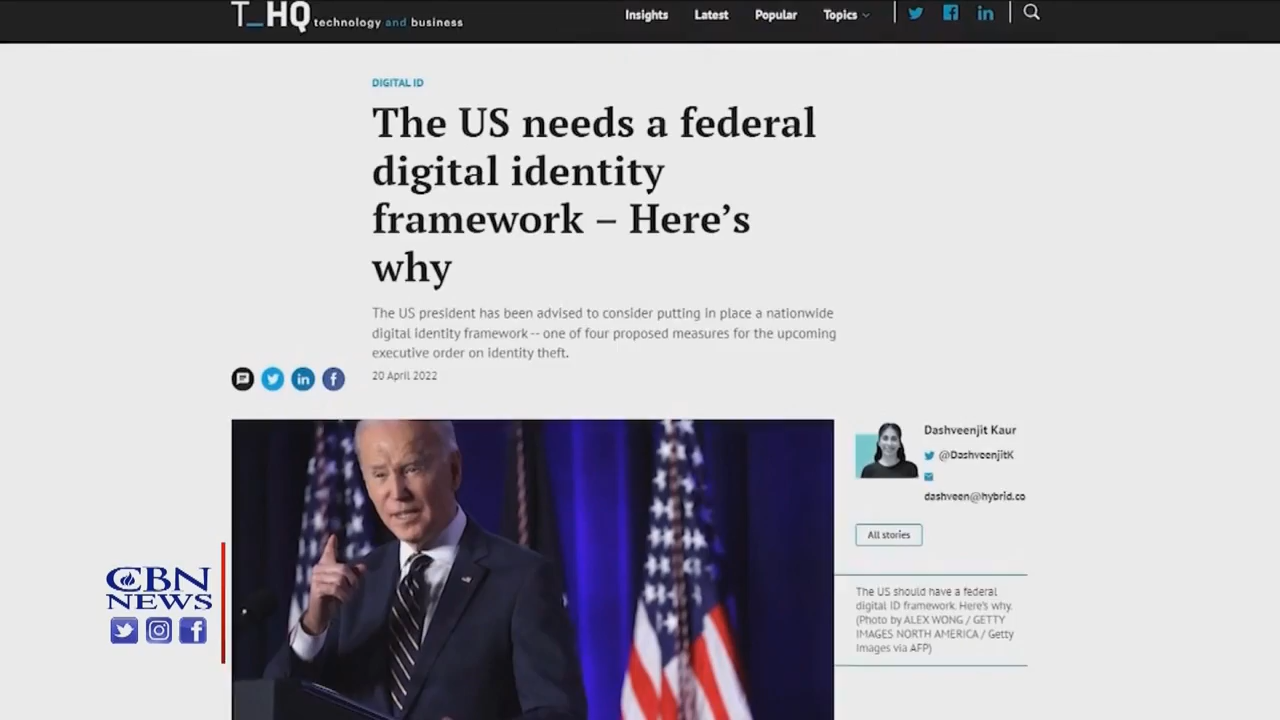 T_HQ technology and business
Insights Latest Popular Topics
DIGITAL ID
The US needs a federal
digital identity
framework – Here's
why
The US president has been advised to consider putting in place a nationwide
digital identity framework -- one of four proposed measures for the upcoming
executive order on identity theft.
20 April 2022
Dashveenjit Kaur
@DashveenjitK
dashveen@hybrid.co
All stories
The US should have a federal
digital ID framework. Here's why.
(Photo by ALEX WONG / GETTY
IMAGES NORTH AMERICA / Getty
Images via AFP)
CBN
NEWS